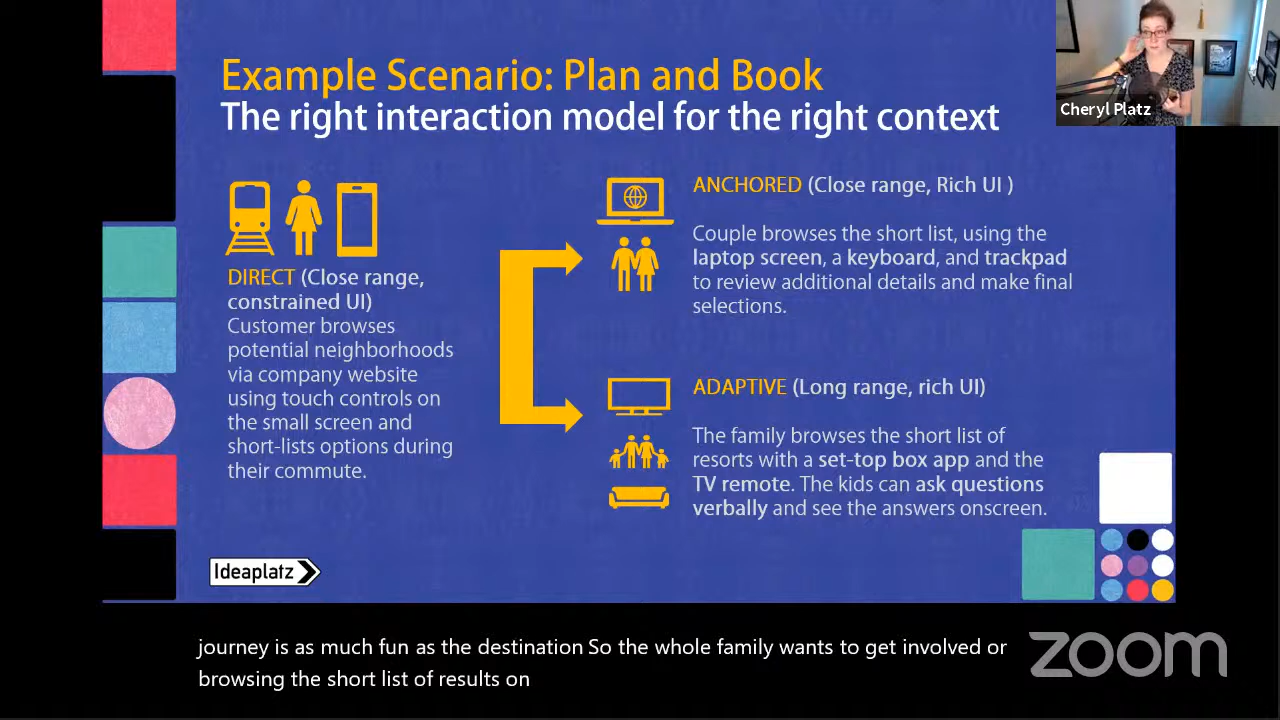 Example Scenario: Plan and Book
The right interaction model for the right context
Cheryl Platz
DIRECT (Close range,
constrained UI)
Customer browses
potential neighborhoods
via company website
using touch controls on
the small screen and
short-lists options during
their commute.
ANCHORED (Close range, Rich UI )
Couple browses the short list, using the
laptop screen, a keyboard, and trackpad
to review additional details and make final
selections.
ADAPTIVE (Long range, rich UI)
The family browses the short list of
resorts with a set-top box app and the
TV remote. The kids can ask questions
verbally and see the answers onscreen.
Ideaplatz
journey is as much fun as the destination So the whole family wants to get involved or
browsing the short list of results on
zoom